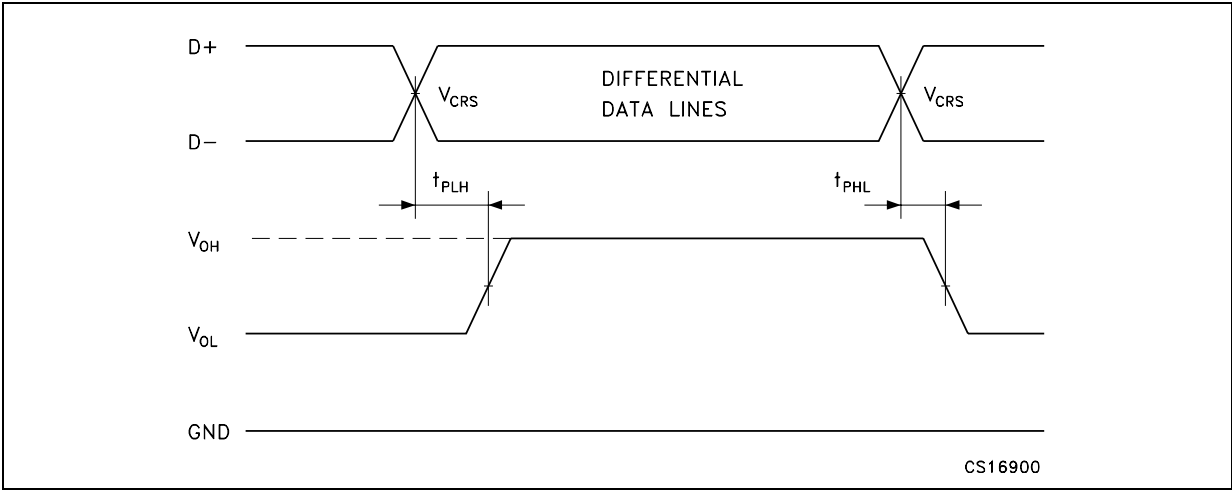 D+
DIFFERENTIAL
DATA LINES
VCRS
VCRS
D−
tPLH
tPHL
VOH
VOL
GND
CS16900